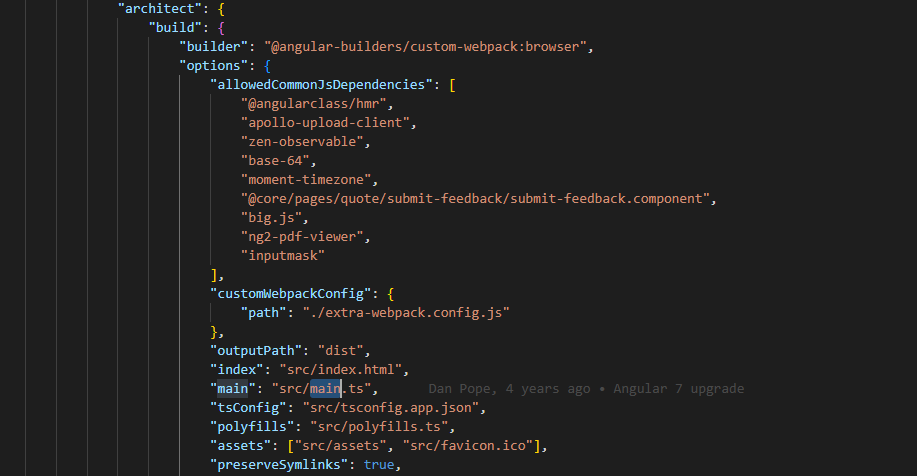 "architect": {
"build": {
"builder": "@angular-builders/custom-webpack:browser",
"options": {
"allowedCommonJsDependencies": [
"@angularclass/hmr",
"apollo-upload-client",
"zen-observable",
"base-64",
"moment-timezone",
"@core/pages/quote/submit-feedback/submit-feedback.component",
"big.js",
"ng2-pdf-viewer",
"inputmask"
],
"customWebpackConfig": {
"path": "./extra-webpack.config.js"
},
"outputPath": "dist",
"index": "src/index.html",
"main": "src/main.ts", Dan Pope, 4 years ago • Angular 7 upgrade
"tsConfig": "src/tsconfig.app.json",
"polyfills": "src/polyfills.ts",
"assets": ["src/assets", "src/favicon.ico"],
"preserveSymlinks": true,